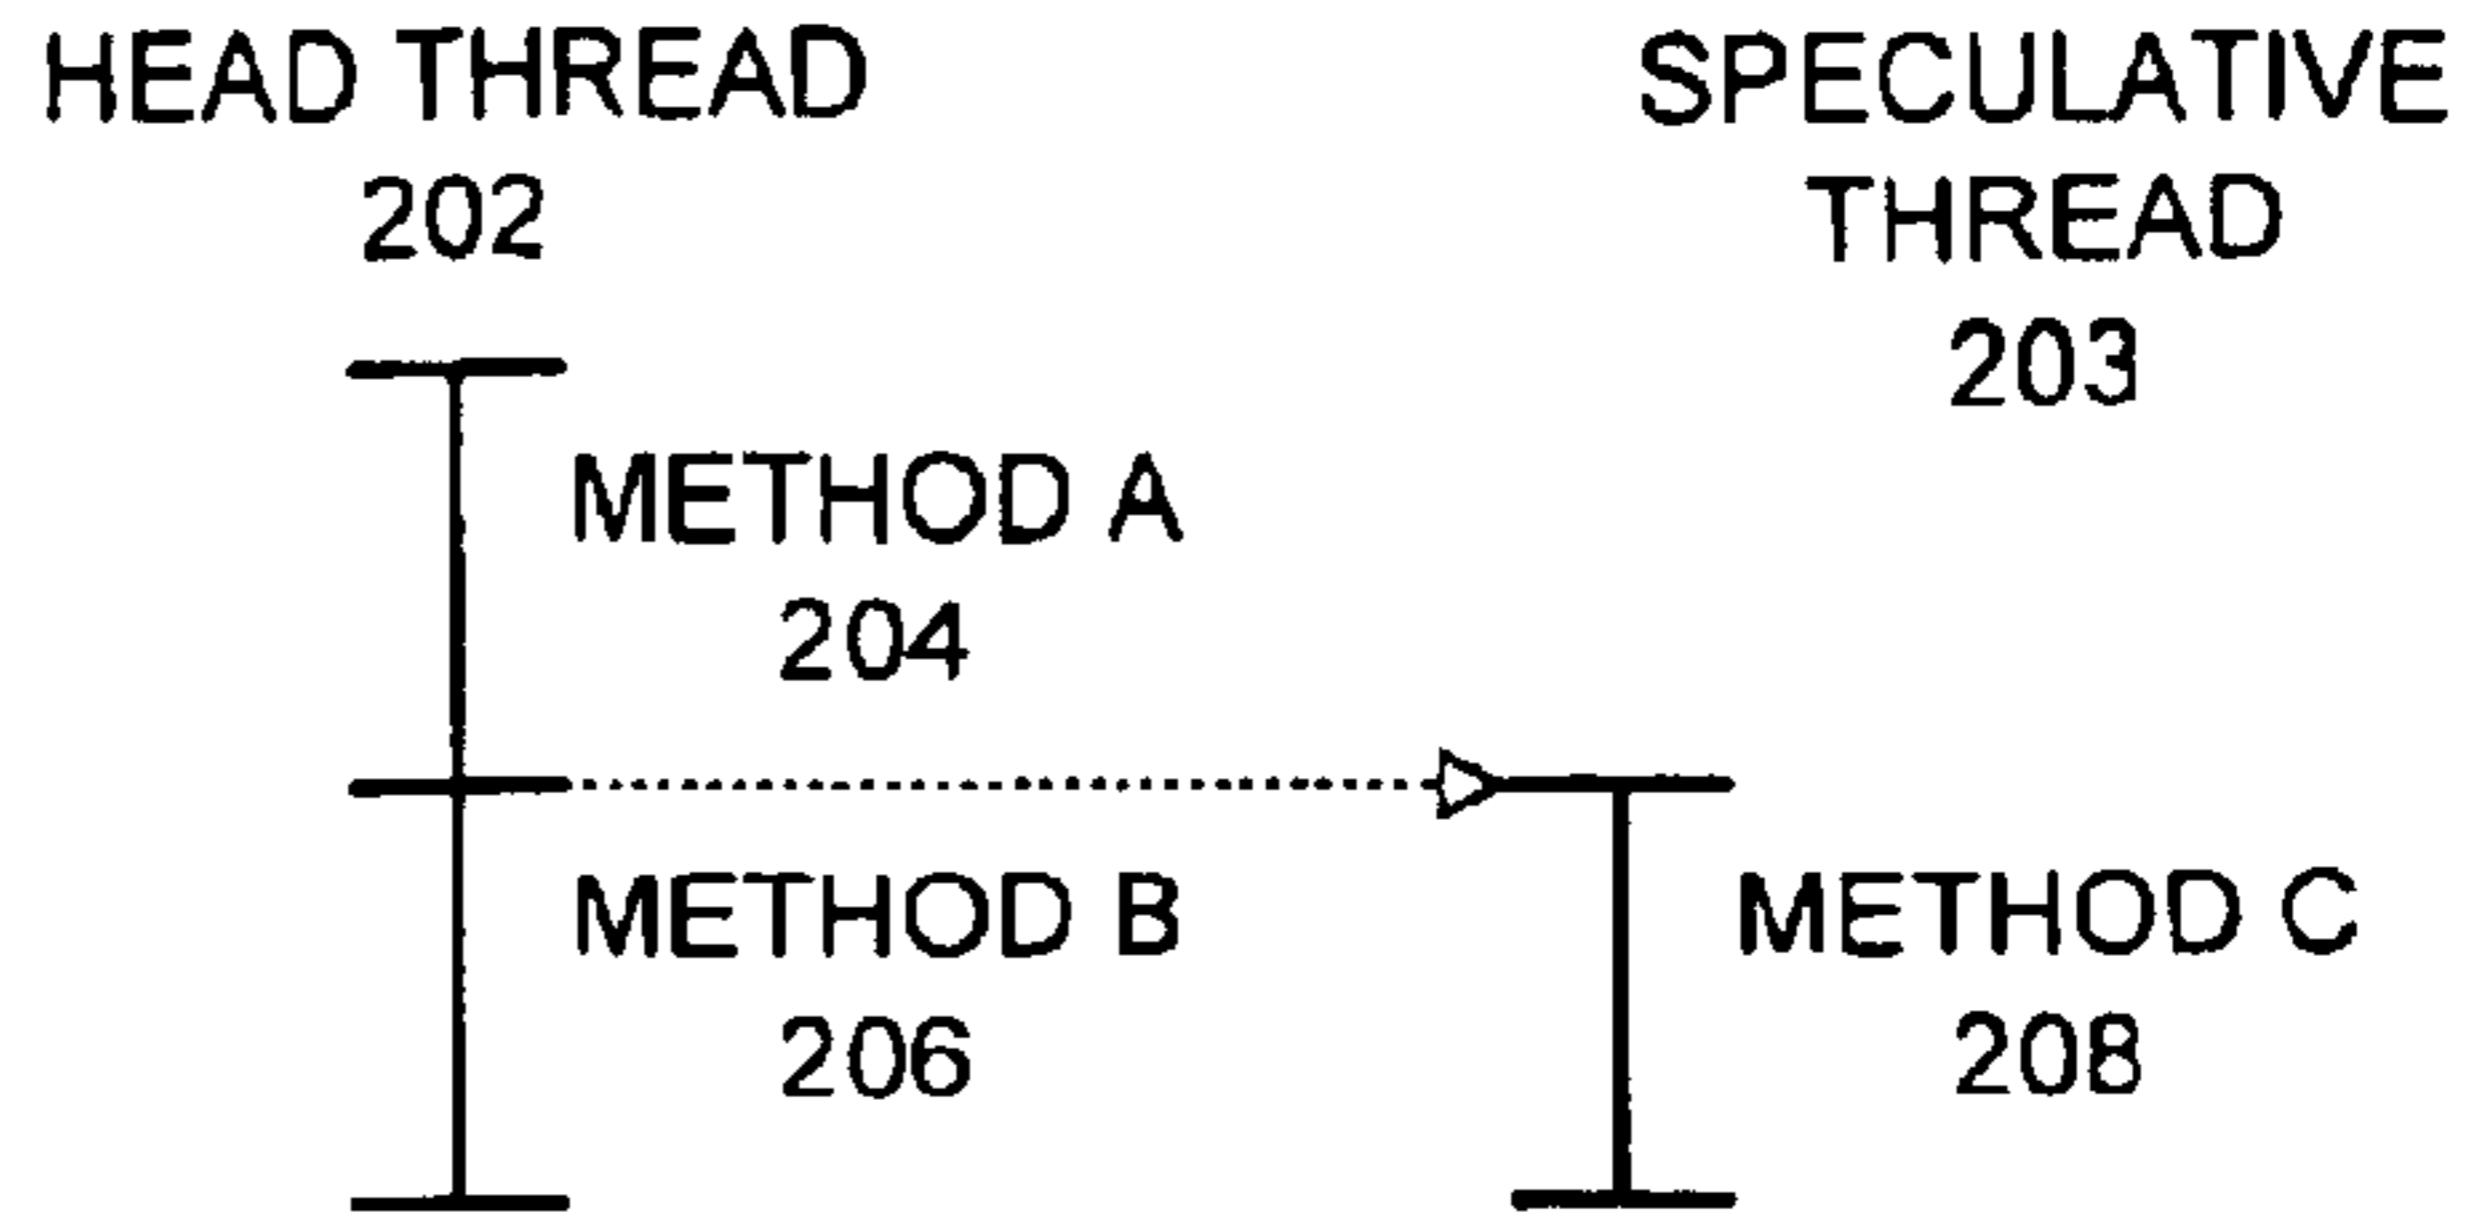 HEAD THREAD
202
SPECULATIVE
THREAD
203
METHOD A
204
METHOD B
206
METHOD C
208